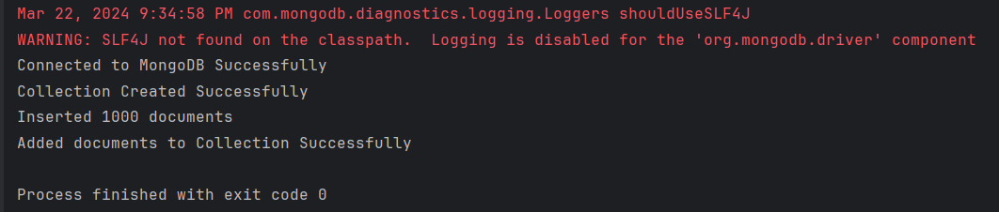 Mar 22, 2024 9:34:58 PM com.mongodb.diagnostics.logging.Loggers shouldUseSLF4J
WARNING: SLF4J not found on the classpath.  Logging is disabled for the 'org.mongodb.driver' component
Connected to MongoDB Successfully
Collection Created Successfully
Inserted 1000 documents
Added documents to Collection Successfully
Process finished with exit code 0